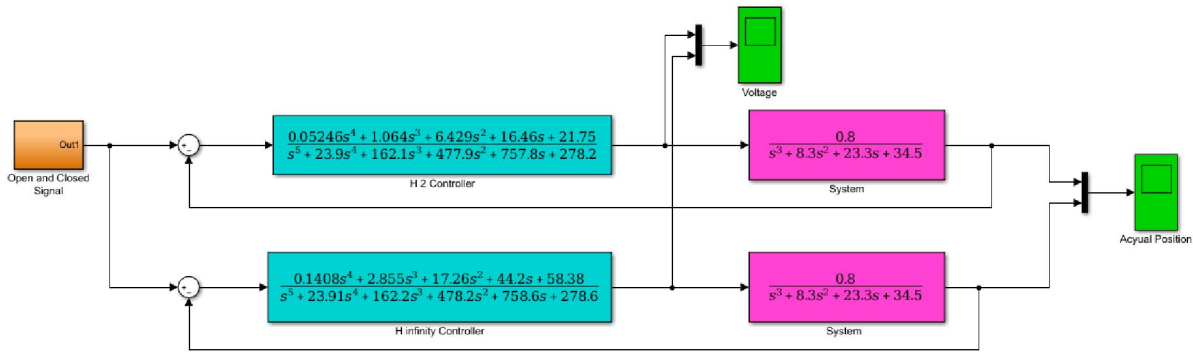 Voltage
Out1
Open and Closed
Signal
+
-
0.05246s⁴ + 1.064s³ + 6.429s² + 16.46s + 21.75
s⁵ + 23.9s⁴ + 162.1s³ + 477.9s² + 757.8s + 278.2
H 2 Controller
0.8
s³ + 8.3s² + 23.3s + 34.5
System
Acyual Position
+
-
0.1408s⁴ + 2.855s³ + 17.26s² + 44.2s + 58.38
s⁵ + 23.91s⁴ + 162.2s³ + 478.2s² + 758.6s + 278.6
H infinity Controller
0.8
s³ + 8.3s² + 23.3s + 34.5
System